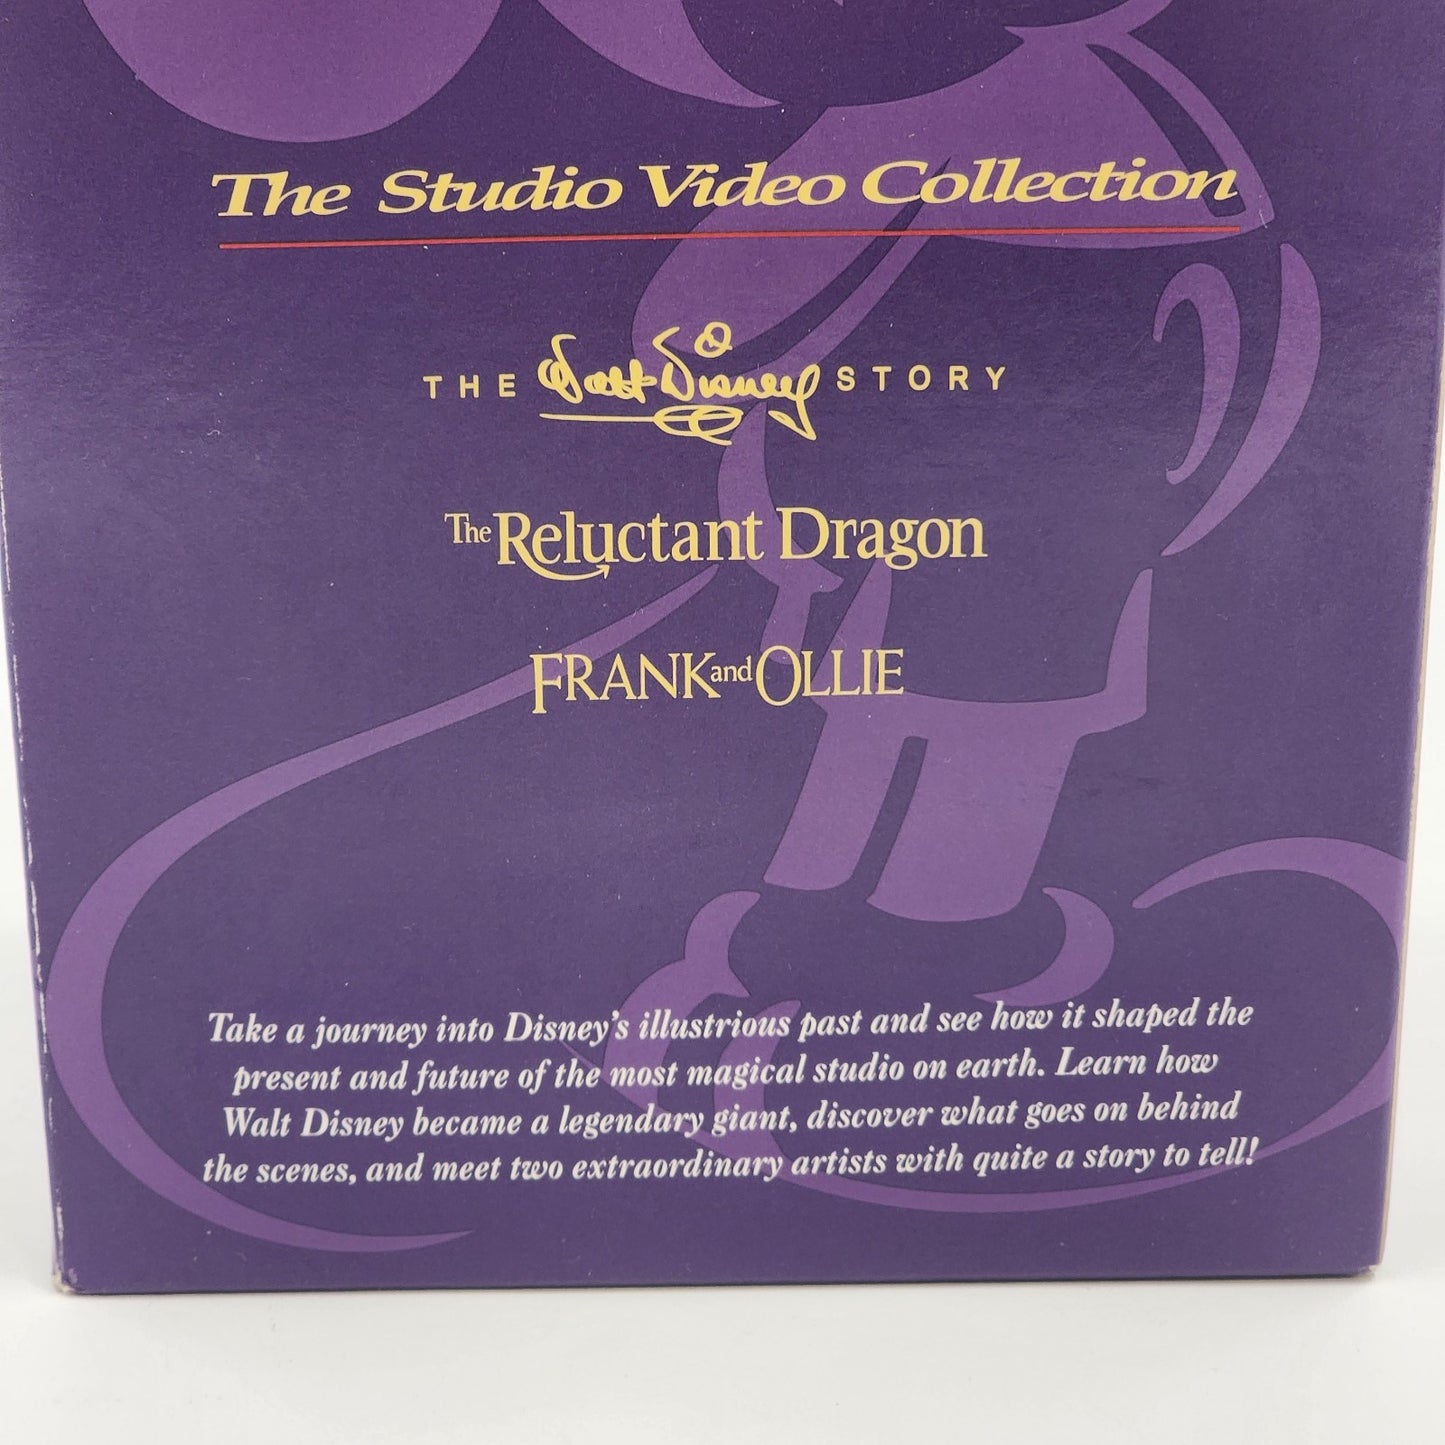 The Studio Video Collection
THE Walt Disney STORY
The Reluctant Dragon
FRANK and OLLIE
Take a journey into Disney's illustrious past and see how it shaped the
present and future of the most magical studio on earth. Learn how
Walt Disney became a legendary giant, discover what goes on behind
the scenes, and meet two extraordinary artists with quite a story to tell!